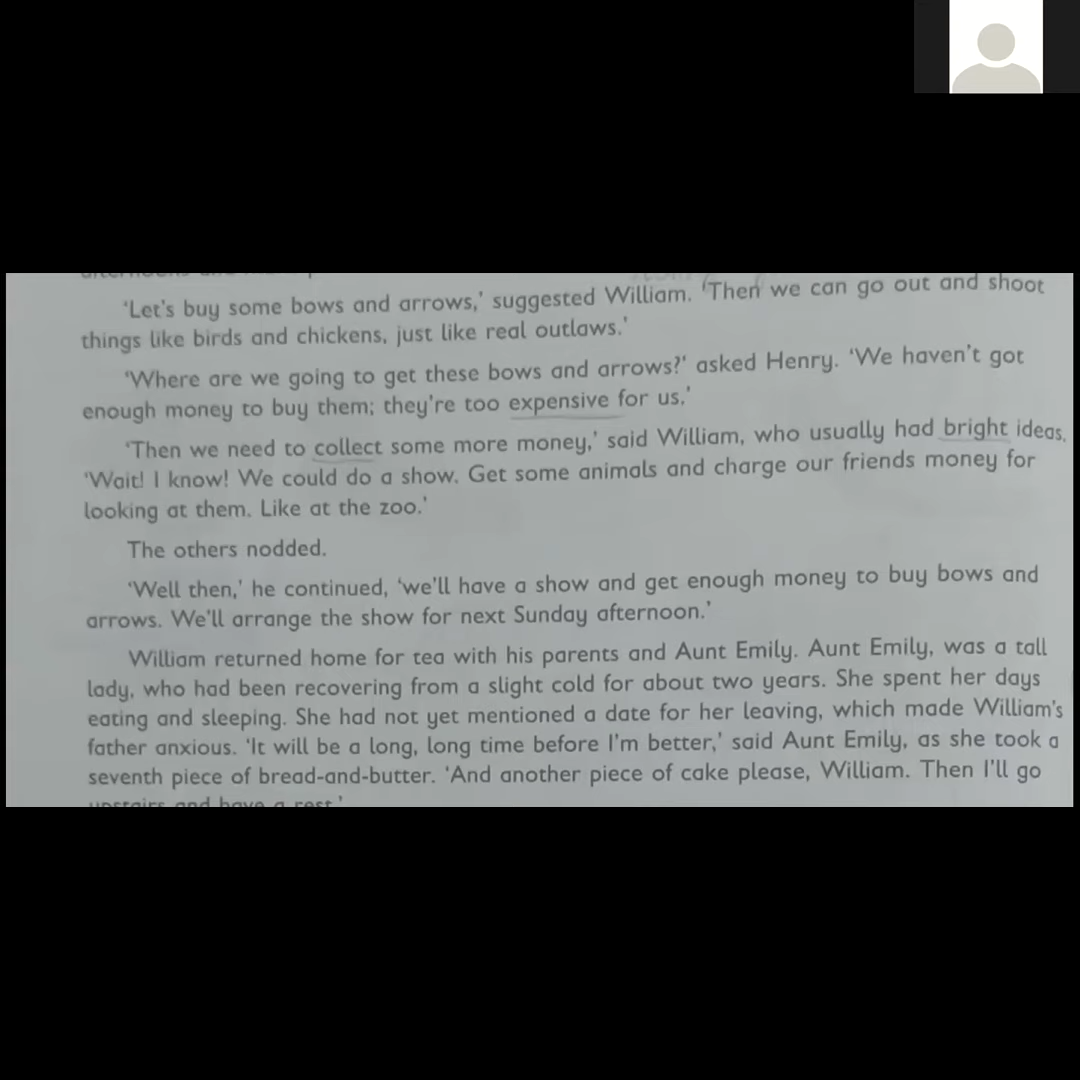 'Let's buy some bows and arrows,' suggested William. 'Then we can go out and shoot
things like birds and chickens, just like real outlaws.'
'Where are we going to get these bows and arrows?' asked Henry. 'We haven't got
enough money to buy them; they're too expensive for us.'
'Then we need to collect some more money,' said William, who usually had bright ideas.
'Wait! I know! We could do a show. Get some animals and charge our friends money for
looking at them. Like at the zoo.'
The others nodded.
'Well then,' he continued, 'we'll have a show and get enough money to buy bows and
arrows. We'll arrange the show for next Sunday afternoon.'
William returned home for tea with his parents and Aunt Emily. Aunt Emily, was a tall
lady, who had been recovering from a slight cold for about two years. She spent her days
eating and sleeping. She had not yet mentioned a date for her leaving, which made William's
father anxious. 'It will be a long, long time before I'm better,' said Aunt Emily, as she took a
seventh piece of bread-and-butter. 'And another piece of cake please, William. Then I'll go
upstairs and have a rest.'